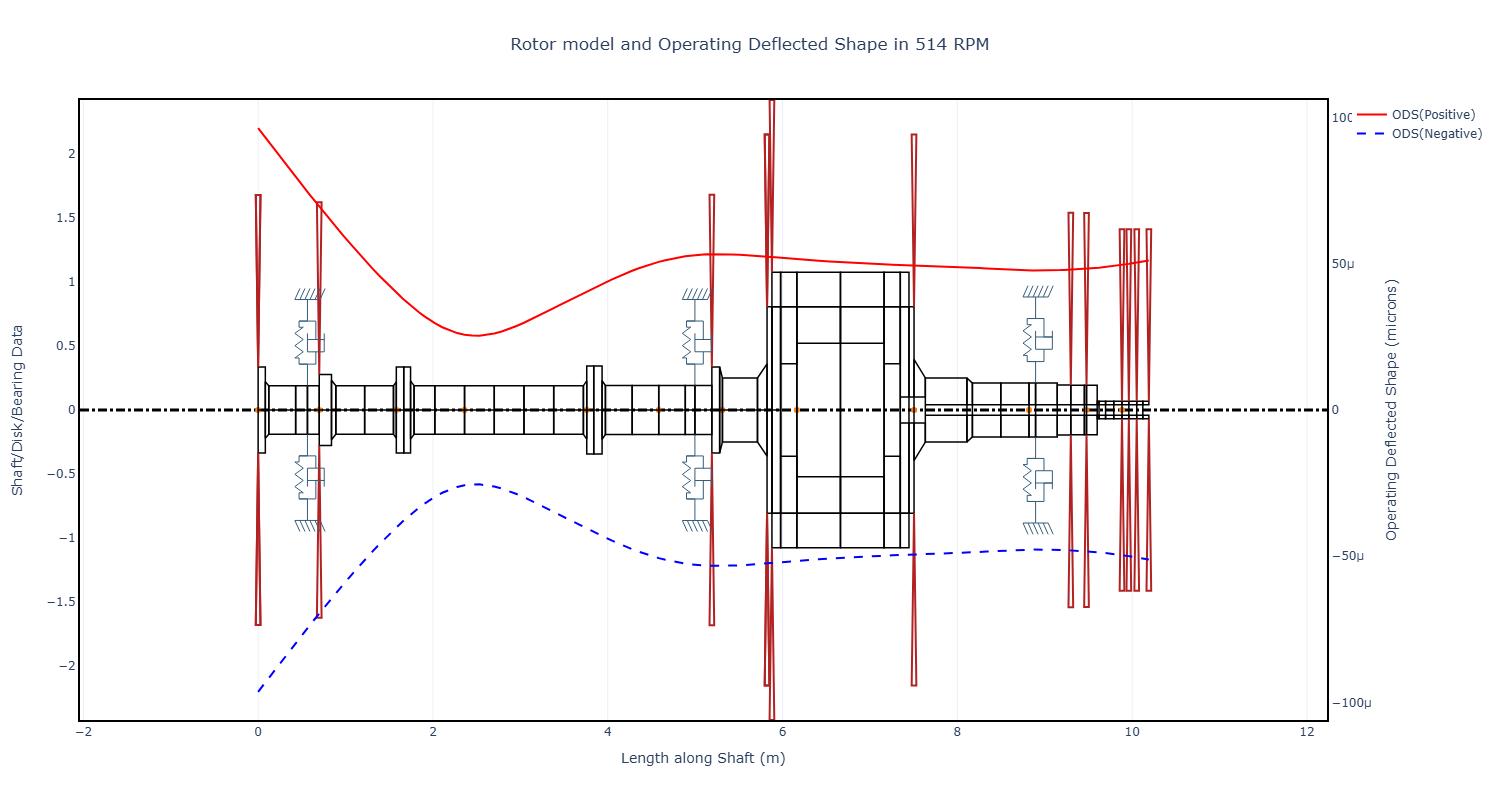 Rotor model and Operating Deflected Shape in 514 RPM
ODS(Positive)
ODS(Negative)
Shaft/Disk/Bearing Data
2
1.5
1
0.5
0
−0.5
−1
−1.5
−2
100
50µ
0
−50µ
−100µ
Operating Deflected Shape (microns)
−2
0
2
4
6
8
10
12
Length along Shaft (m)